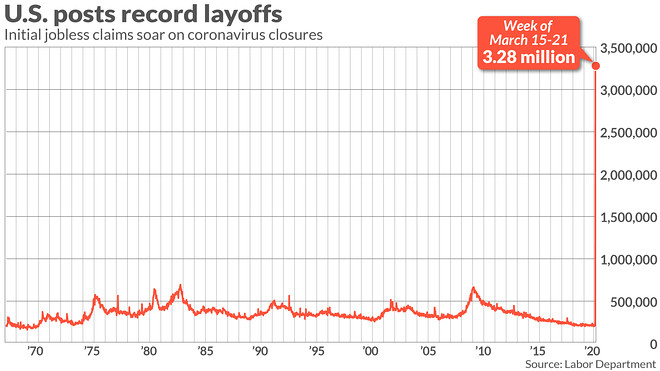 U.S. posts record layoffs
Initial jobless claims soar on coronavirus closures
Week of
March 15-21
3.28 million
3,500,000
3,000,000
2,500,000
2,000,000
1,500,000
1,000,000
500,000
0
'70 '75 '80 '85 '90 '95 '00 '05 '10 '15 '20
Source: Labor Department